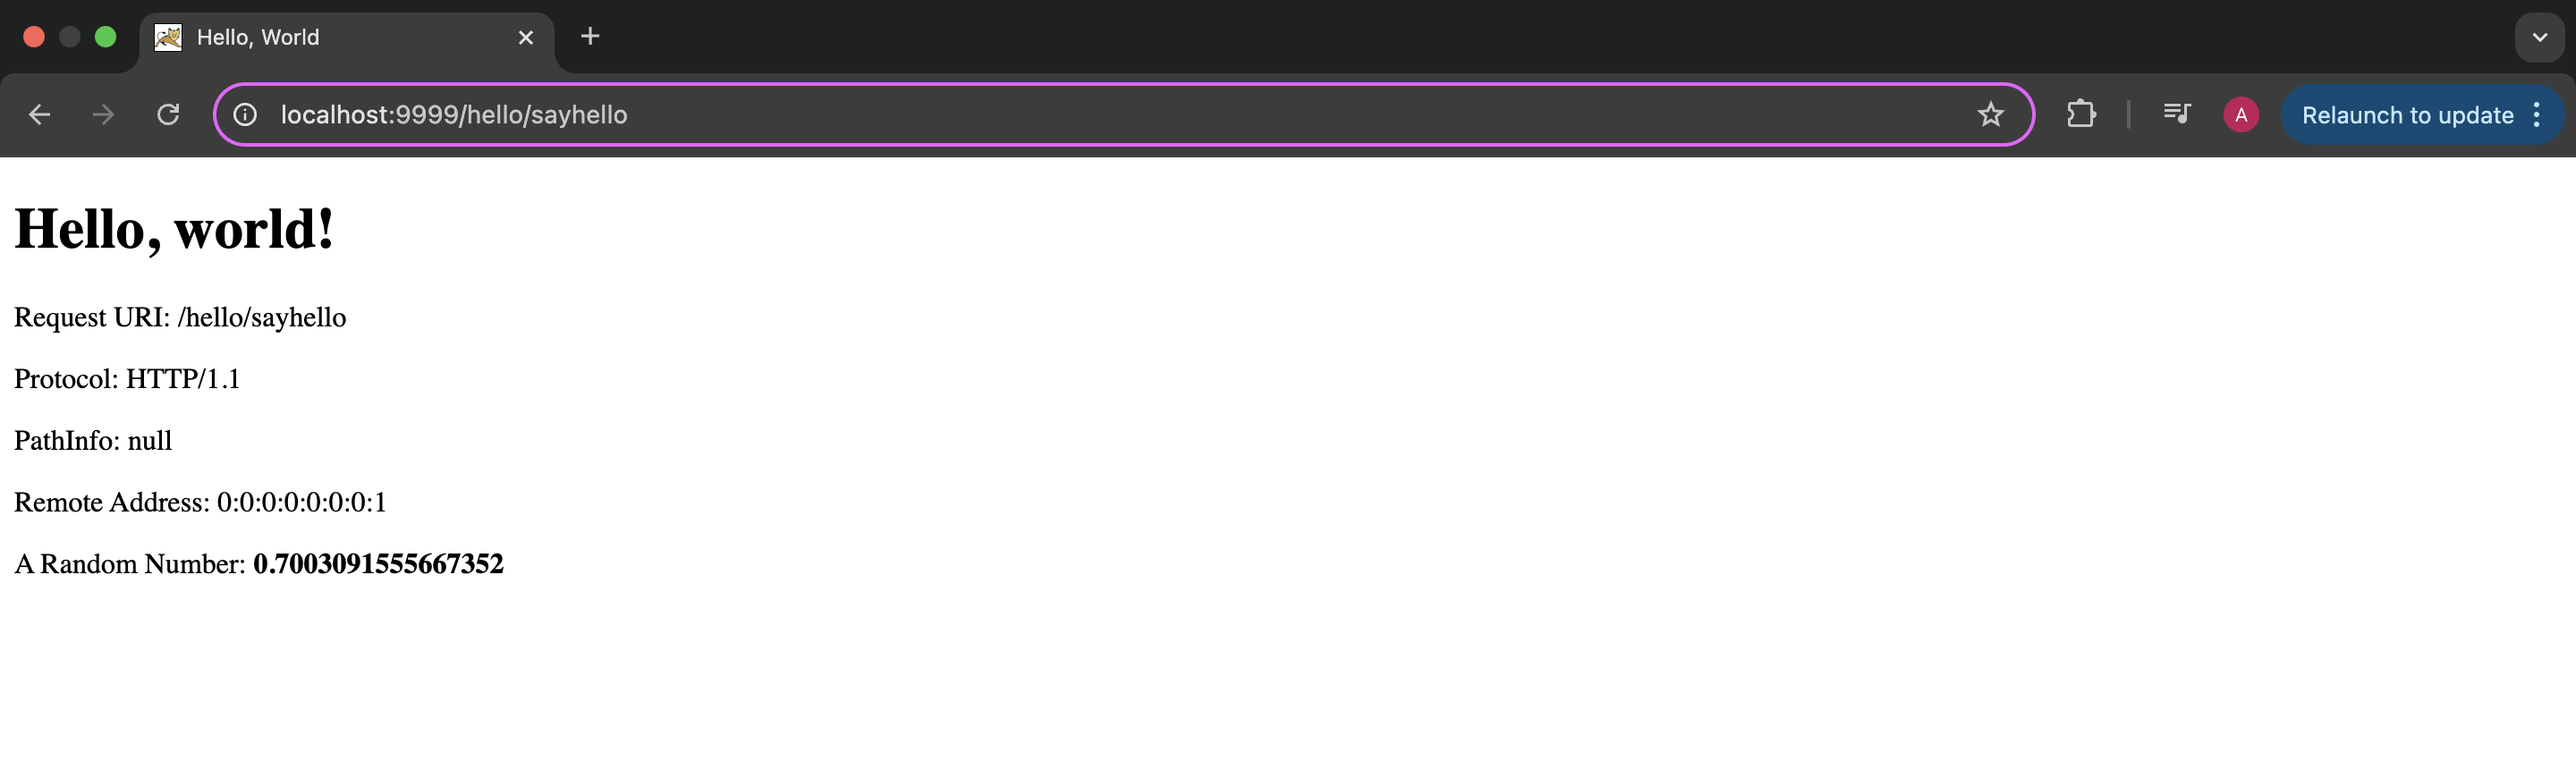 Hello, World
localhost:9999/hello/sayhello
A
Relaunch to update
Hello, world!
Request URI: /hello/sayhello
Protocol: HTTP/1.1
PathInfo: null
Remote Address: 0:0:0:0:0:0:0:1
A Random Number: 0.7003091555667352